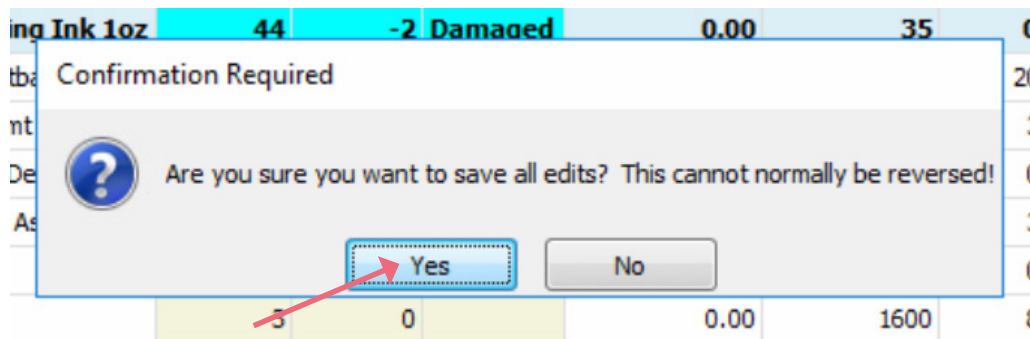 ing Ink 1oz 44 -2 Damaged 0.00 35
Confirmation Required
Are you sure you want to save all edits? This cannot normally be reversed!
Yes No
0 0.00 1600